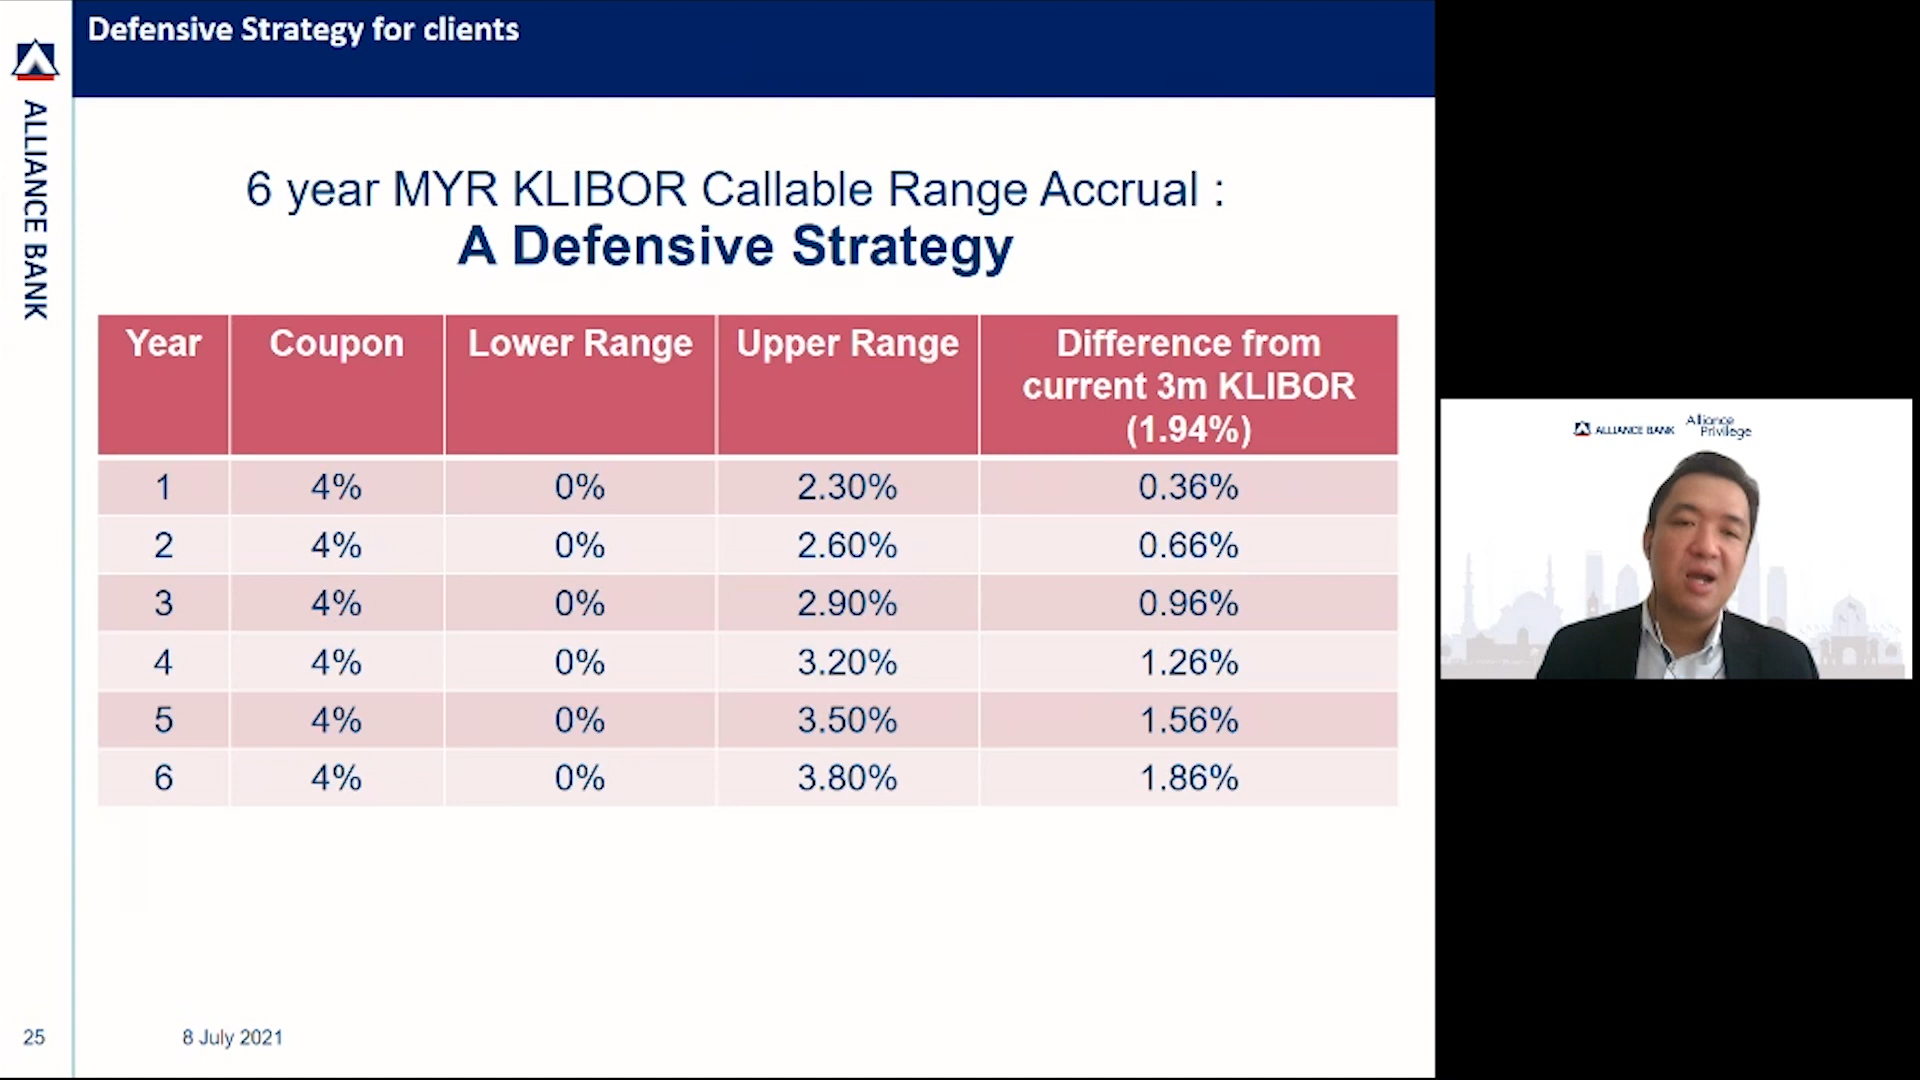 Defensive Strategy for clients
ALLIANCE BANK
6 year MYR KLIBOR Callable Range Accrual :
A Defensive Strategy
Year Coupon Lower Range Upper Range Difference from current 3m KLIBOR (1.94%)
1 4% 0% 2.30% 0.36%
2 4% 0% 2.60% 0.66%
3 4% 0% 2.90% 0.96%
4 4% 0% 3.20% 1.26%
5 4% 0% 3.50% 1.56%
6 4% 0% 3.80% 1.86%
25
8 July 2021
ALLIANCE BANK
Alliance
Privilege